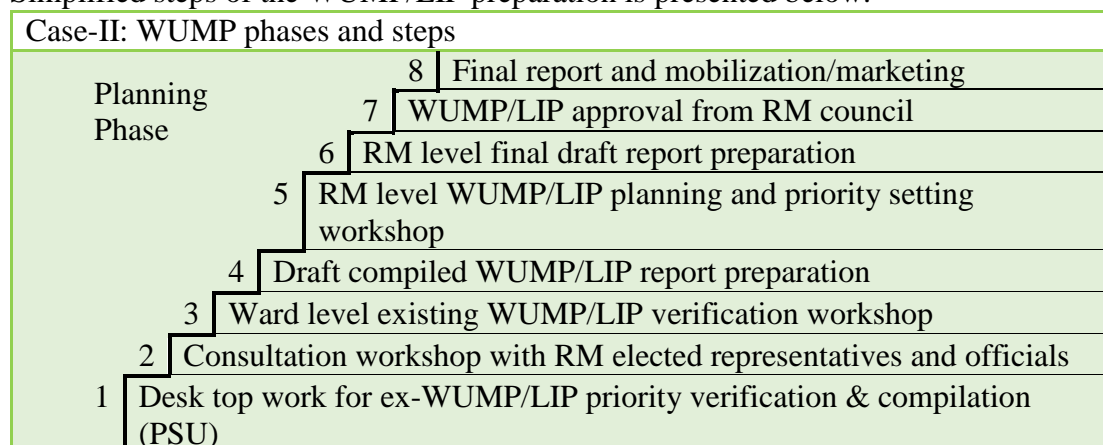 Simplified steps of the WUMP/LIP preparation is presented below.
Case-II: WUMP phases and steps
Planning
Phase
8 Final report and mobilization/marketing
7 WUMP/LIP approval from RM council
6 RM level final draft report preparation
5 RM level WUMP/LIP planning and priority setting
workshop
4 Draft compiled WUMP/LIP report preparation
3 Ward level existing WUMP/LIP verification workshop
2 Consultation workshop with RM elected representatives and officials
1 Desk top work for ex-WUMP/LIP priority verification & compilation
(PSU)